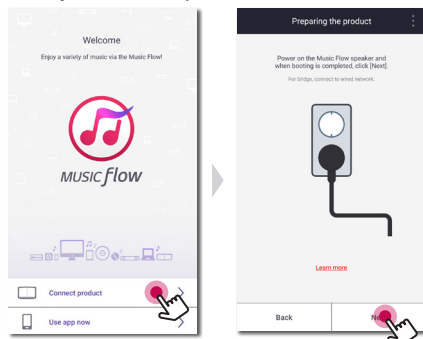 Welcome
Enjoy a variety of music via the Music Flow!
MUSIC flow
Connect product
Use app now
Preparing the product
Power on the Music Flow speaker and
when booting is completed, click [Next].
For bridge, connect to wired network.
Learn more
Back